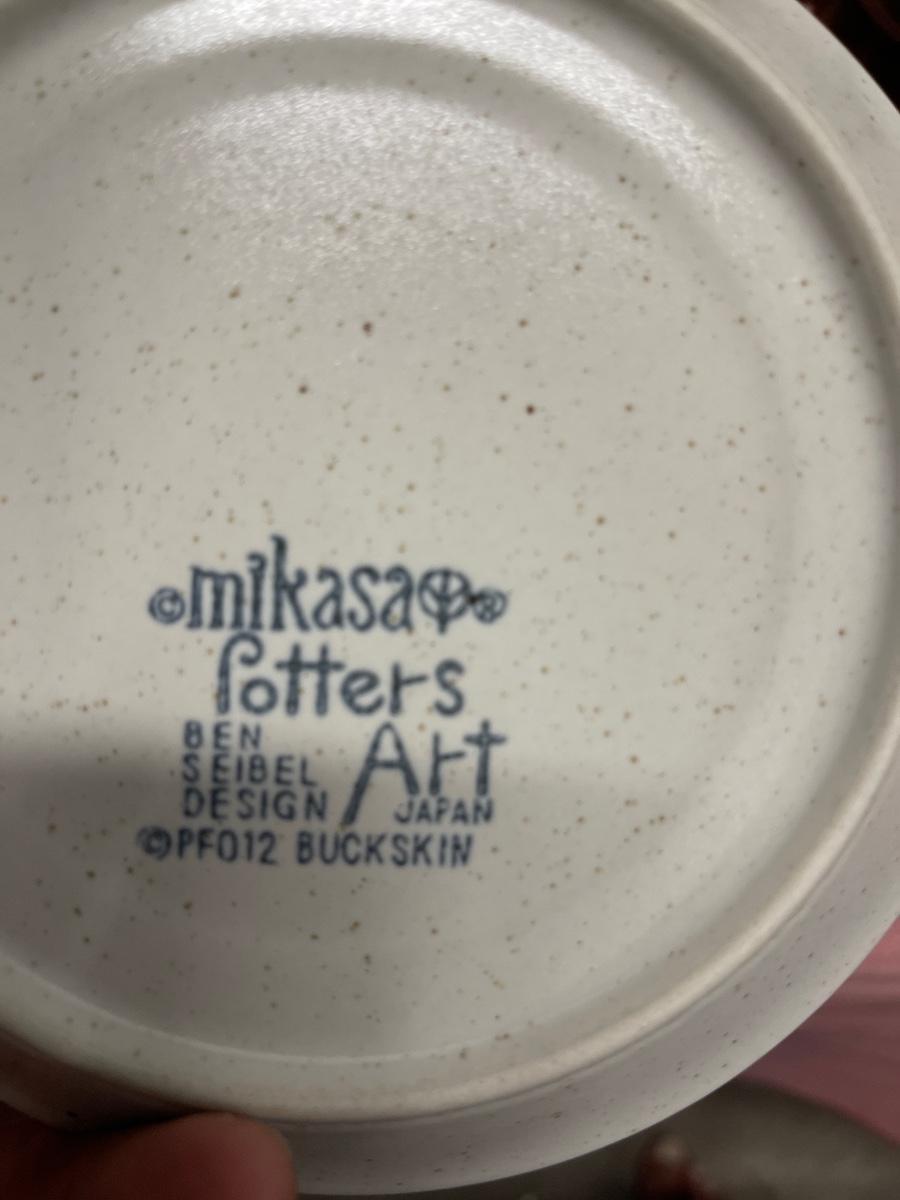 ©mikasa®
Potters
BEN
SEIBEL
DESIGN
Art
JAPAN
©PF012 BUCKSKIN